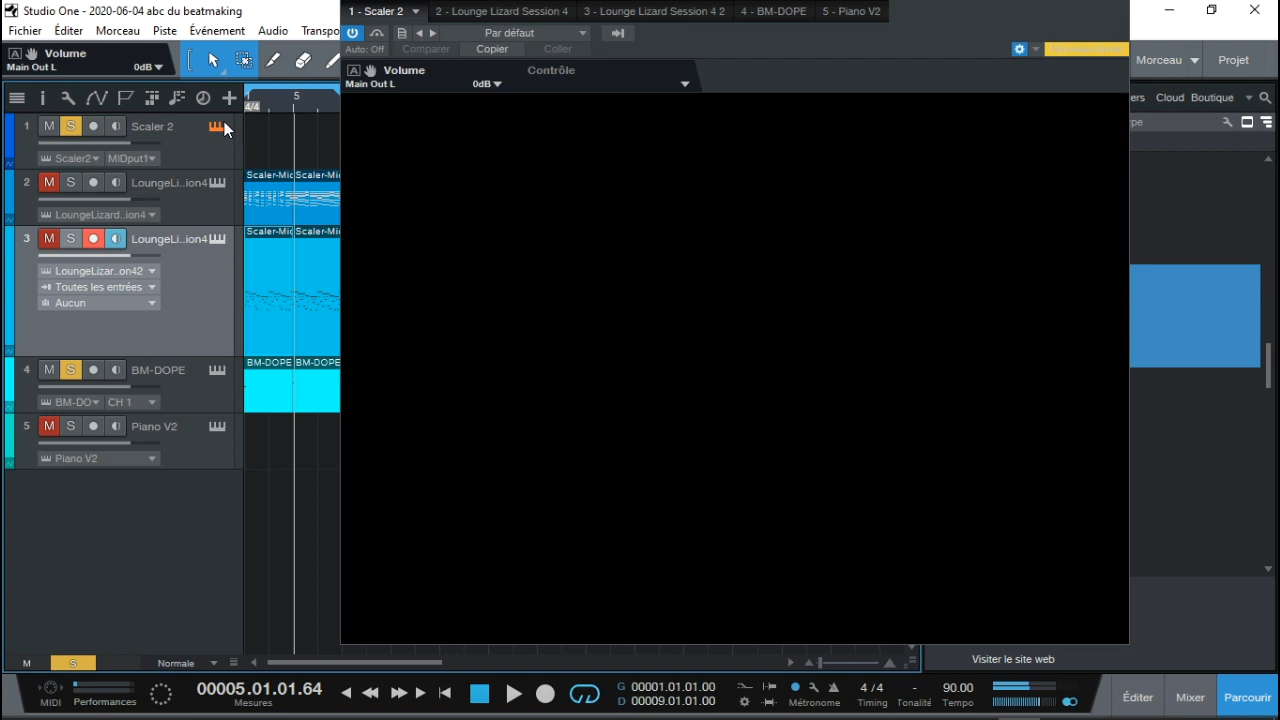 Studio One - 2020-06-04 abc du beatmaking
Fichier Éditer Morceau Piste Événement Audio Transpo
1 - Scaler 2 2 - Lounge Lizard Session 4 3 - Lounge Lizard Session 4 2 4 - BM-DOPE 5 - Piano V2
Par défaut
Auto: Off Comparer Copier Coller
A Volume
Main Out L 0dB
A Volume Contrôle
Main Out L 0dB
Morceau Projet
ers Cloud Boutique
pe
5
4/4
1 M S Scaler 2
Scaler2 MIDput1
Scaler-Mic Scaler-Mi
2 M S LoungeLi...ion4
LoungeLizard..ion4
Scaler-Mic Scaler-Mi
3 M S LoungeLi...ion4
LoungeLizar...on42
Toutes les entrées
Aucun
BM-DOPE BM-DOPE
4 M S BM-DOPE
BM-DO CH 1
5 M S Piano V2
Piano V2
M S Normale
Visiter le site web
MIDI Performances
00005.01.01.64
Mesures
G 00001.01.01.00
D 00009.01.01.00
Métronome
4 / 4
Timing
-
Tonalité
90.00
Tempo
Éditer Mixer Parcourir